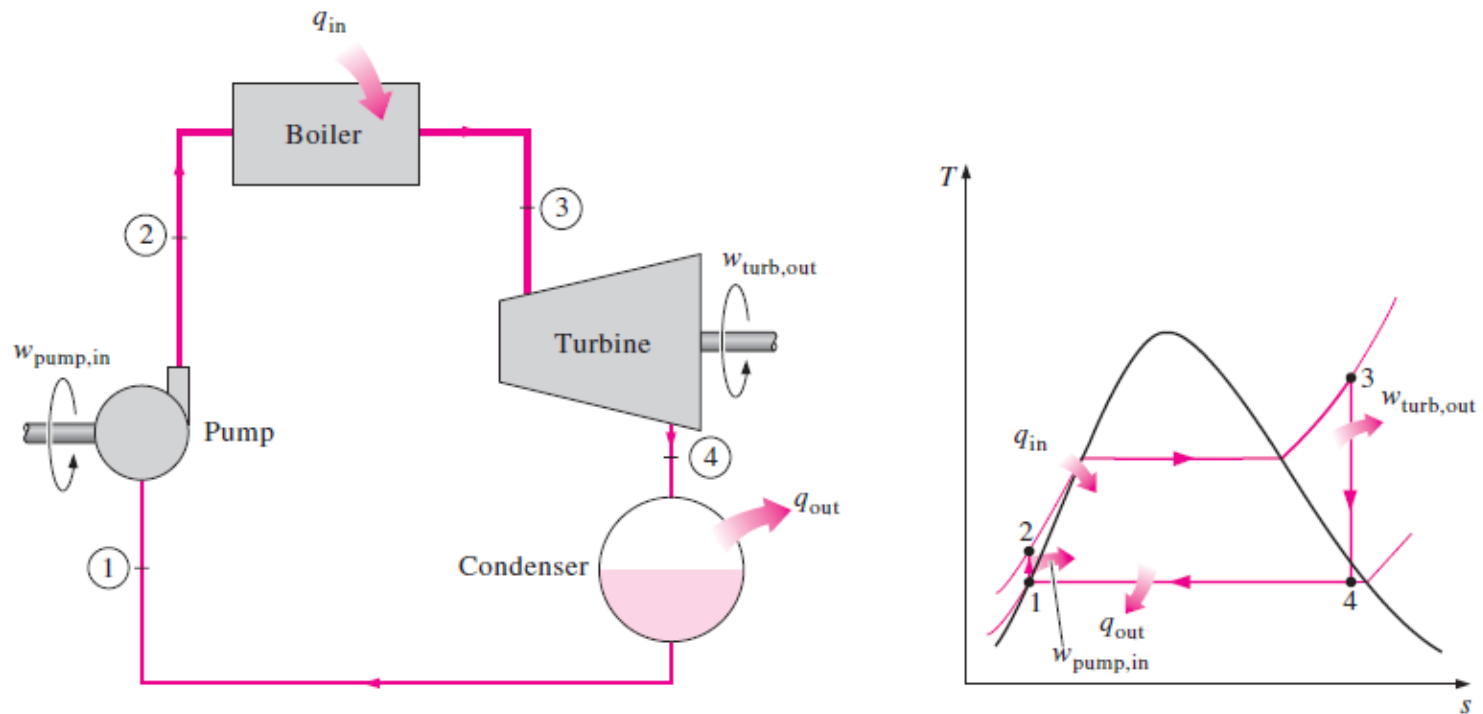 q_in
Boiler
3
2
w_turb,out
Turbine
w_pump,in
Pump
4
q_out
Condenser
1
T
3
w_turb,out
q_in
2
1
4
q_out
w_pump,in
s